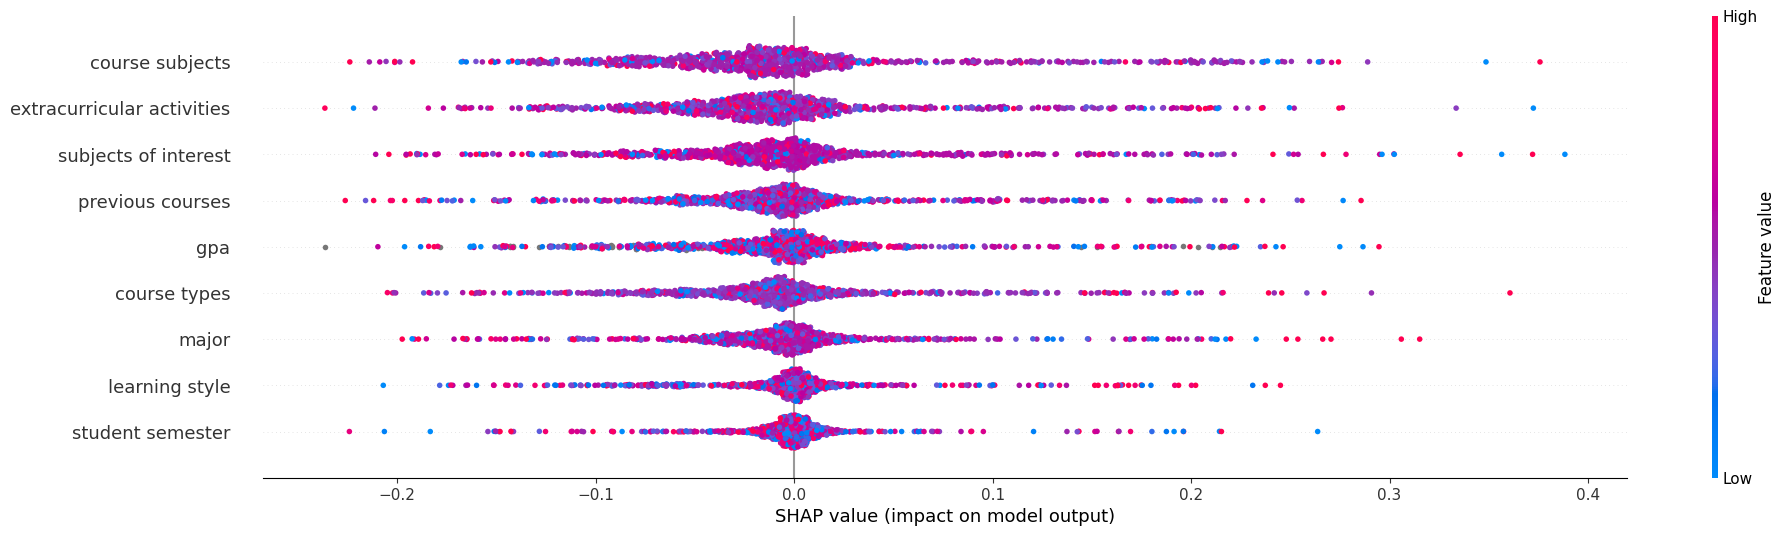 High
course subjects
extracurricular activities
subjects of interest
previous courses
gpa
course types
major
learning style
student semester
Feature value
Low
−0.2 −0.1 0.0 0.1 0.2 0.3 0.4
SHAP value (impact on model output)